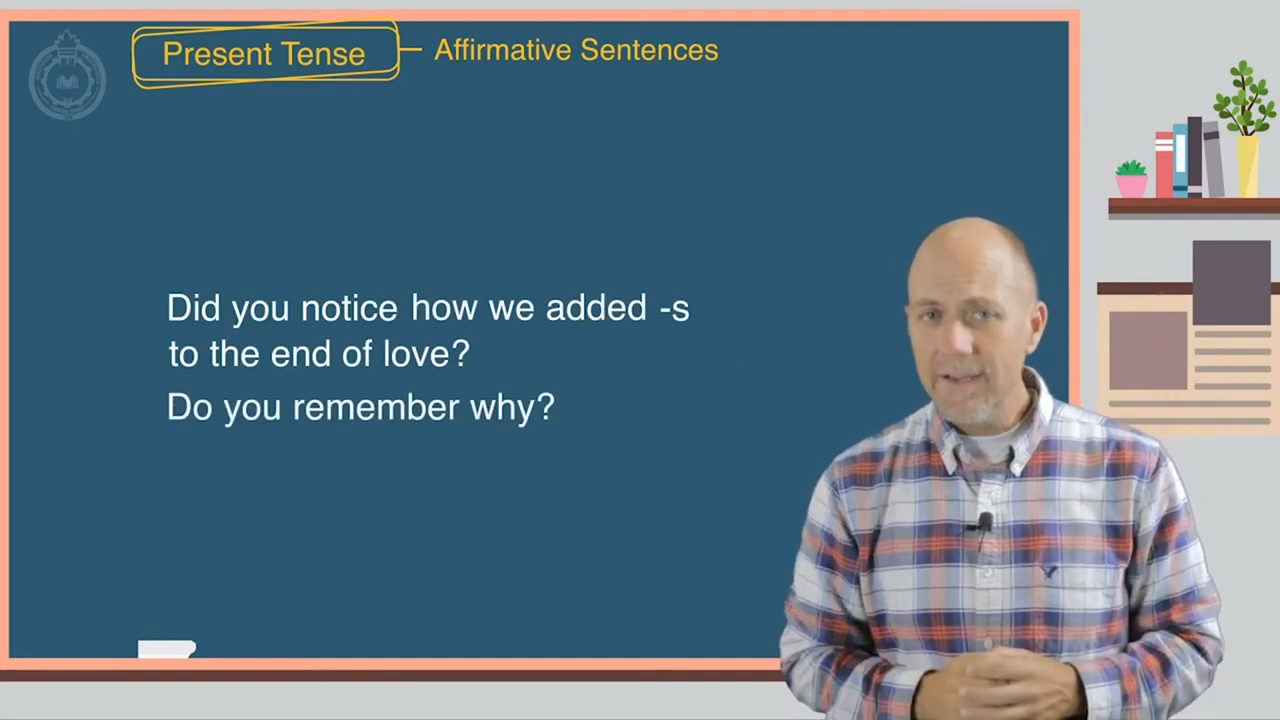 Present Tense
Affirmative Sentences
Did you notice how we added -s
to the end of love?
Do you remember why?